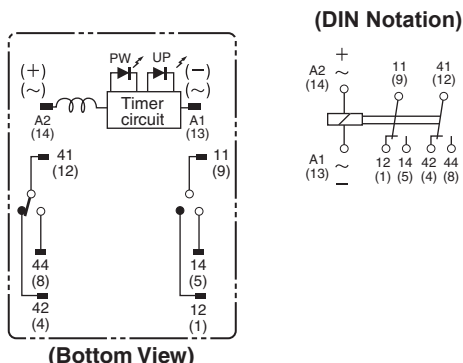 (DIN Notation)
PW UP
(+) (−)
(~) (~)
Timer
circuit
A2 A1
(14) (13)
41 11
(12) (9)
44 14
(8) (5)
42 12
(4) (1)
(Bottom View)
+
A2 ~
(14)
11 41
(9) (12)
A1 ~
(13) −
12 14 42 44
(1) (5) (4) (8)